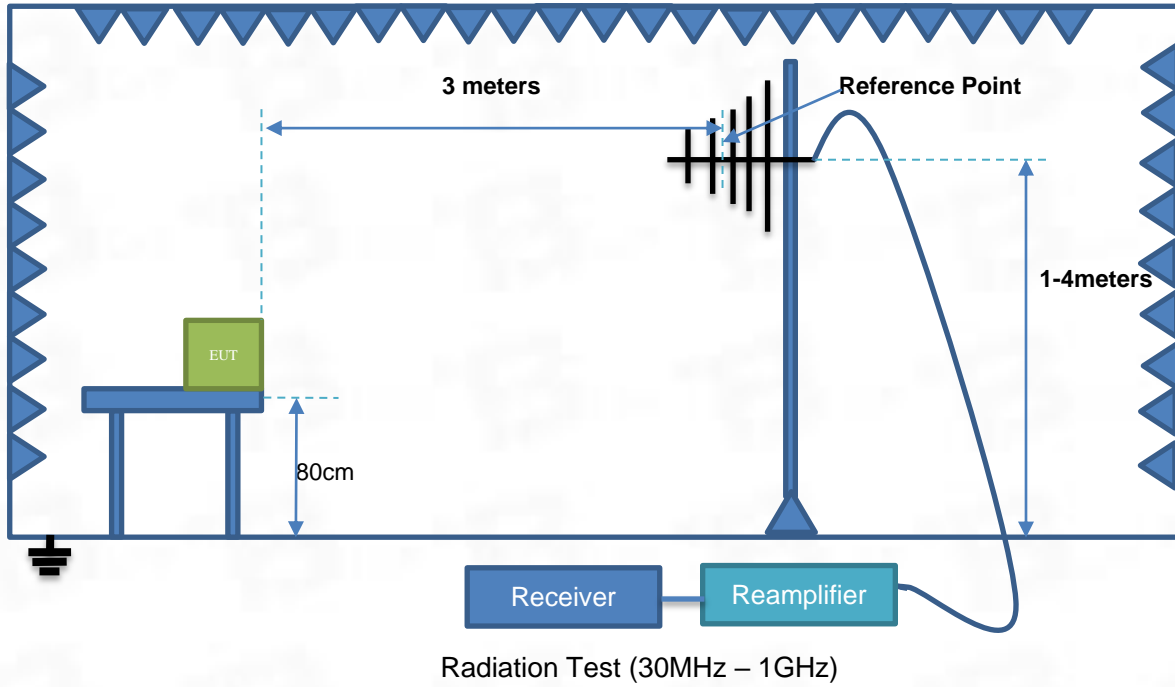 3 meters
Reference Point
1-4meters
EUT
80cm
Receiver
Reamplifier
Radiation Test (30MHz – 1GHz)